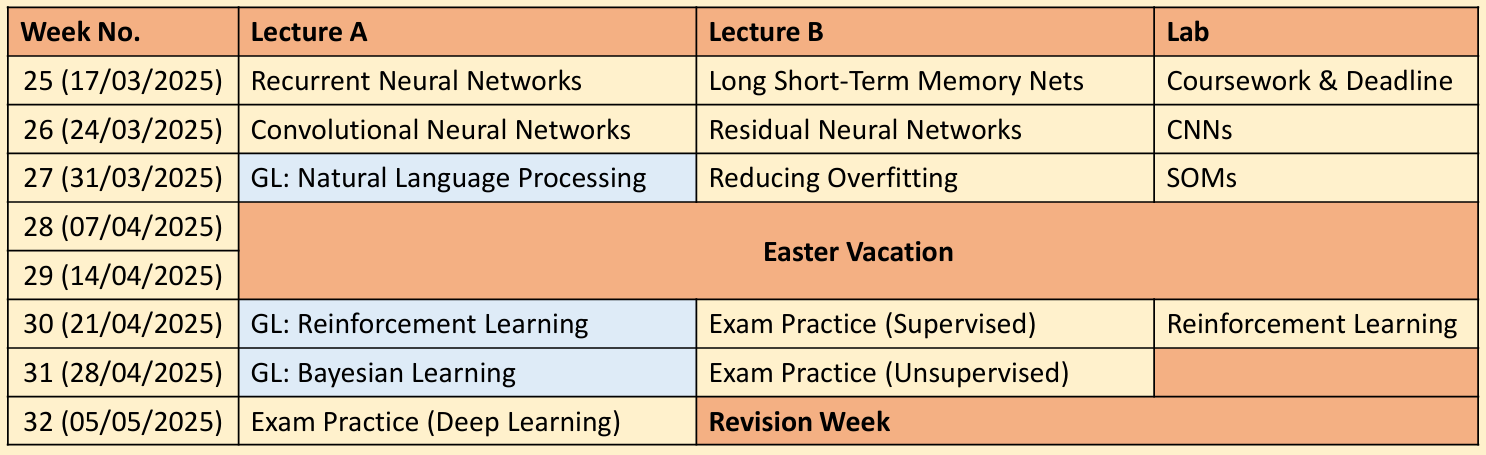 Week No. Lecture A Lecture B Lab
25 (17/03/2025) Recurrent Neural Networks Long Short-Term Memory Nets Coursework & Deadline
26 (24/03/2025) Convolutional Neural Networks Residual Neural Networks CNNs
27 (31/03/2025) GL: Natural Language Processing Reducing Overfitting SOMs
28 (07/04/2025)
Easter Vacation
29 (14/04/2025)
30 (21/04/2025) GL: Reinforcement Learning Exam Practice (Supervised) Reinforcement Learning
31 (28/04/2025) GL: Bayesian Learning Exam Practice (Unsupervised)
32 (05/05/2025) Exam Practice (Deep Learning) Revision Week